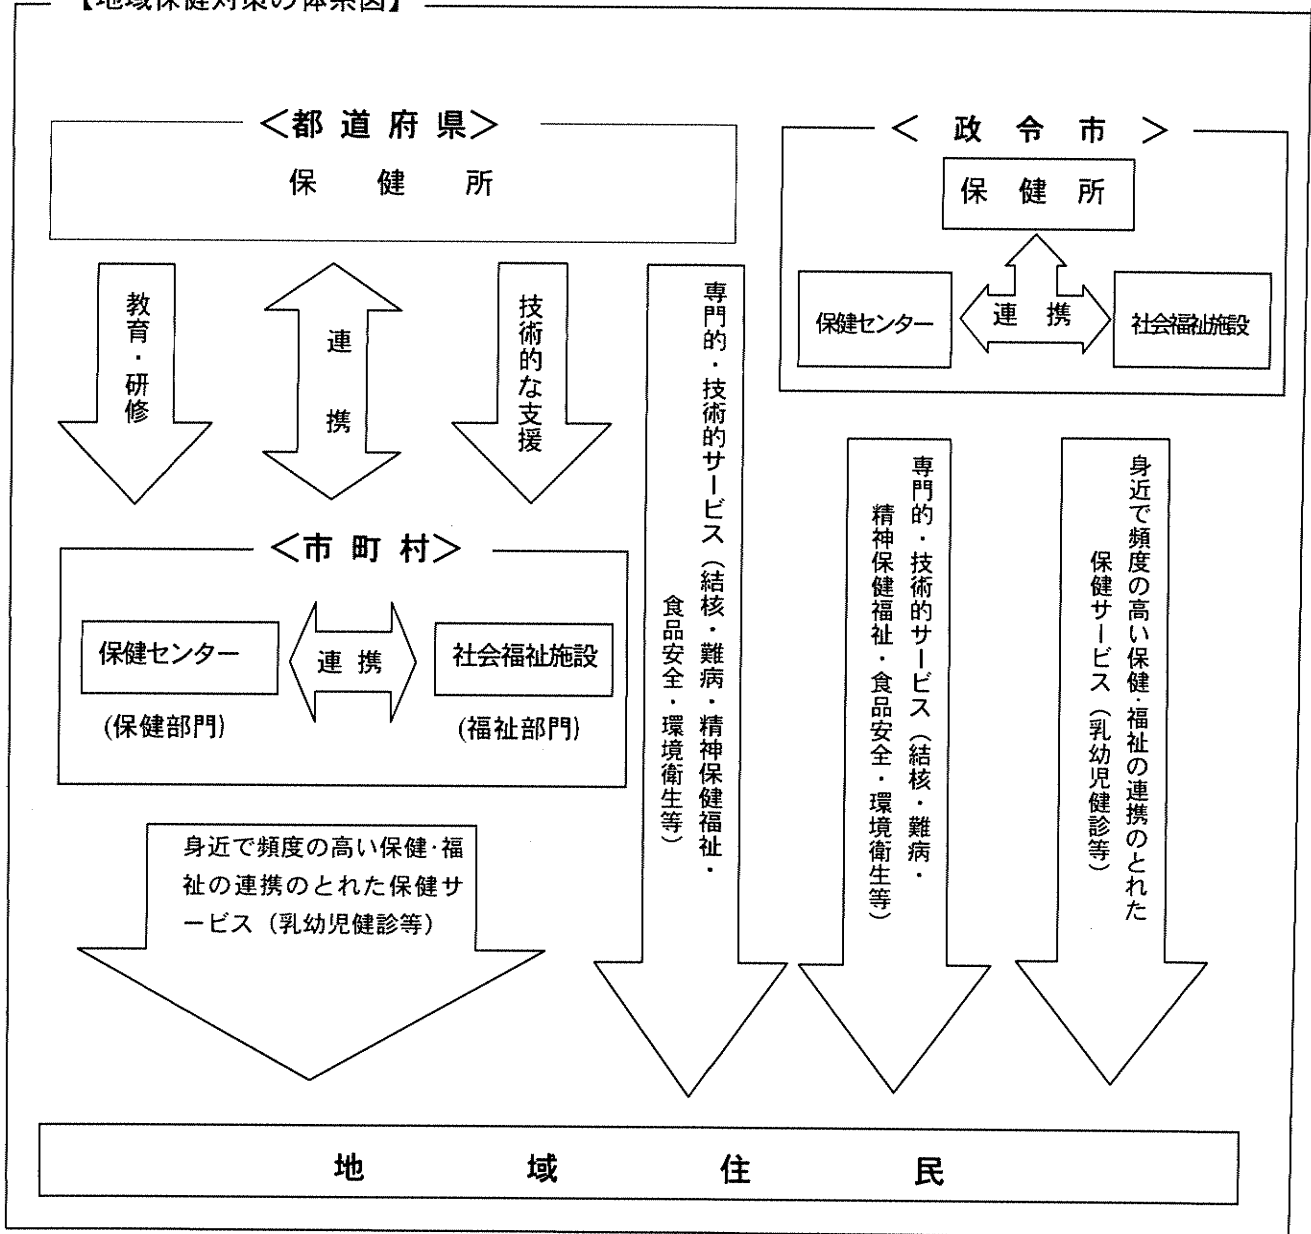 【地域保健対策の体系図】
＜都道府県＞
保健所
＜政令市＞
保健所
保健センター
連携
社会福祉施設
教育・研修
連携
技術的な支援
専門的・技術的サービス（結核・難病・精神保健福祉・
食品安全・環境衛生等）
＜市町村＞
保健センター
連携
社会福祉施設
(保健部門)
(福祉部門)
専門的・技術的サービス（結核・難病・
精神保健福祉・食品安全・環境衛生等）
身近で頻度の高い保健・福祉の連携のとれた
保健サービス（乳幼児健診等）
身近で頻度の高い保健・福
祉の連携のとれた保健サ
ービス（乳幼児健診等）
地域住民